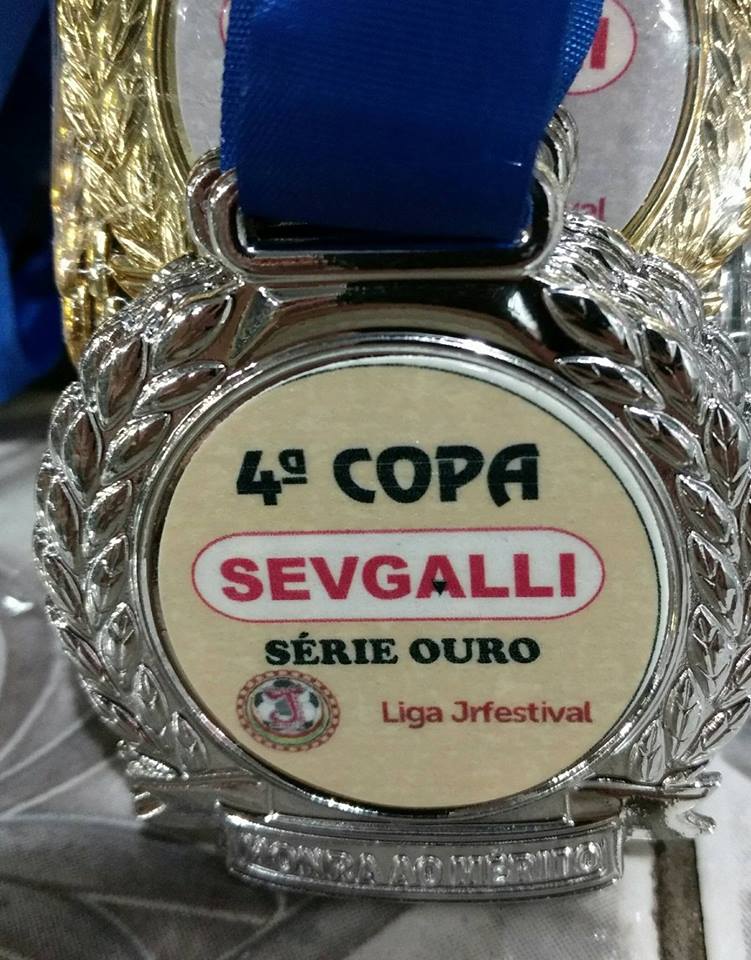 4ª COPA
SEVGALLI
SÉRIE OURO
J
Liga Jrfestival
HONRA AO MÉRITO